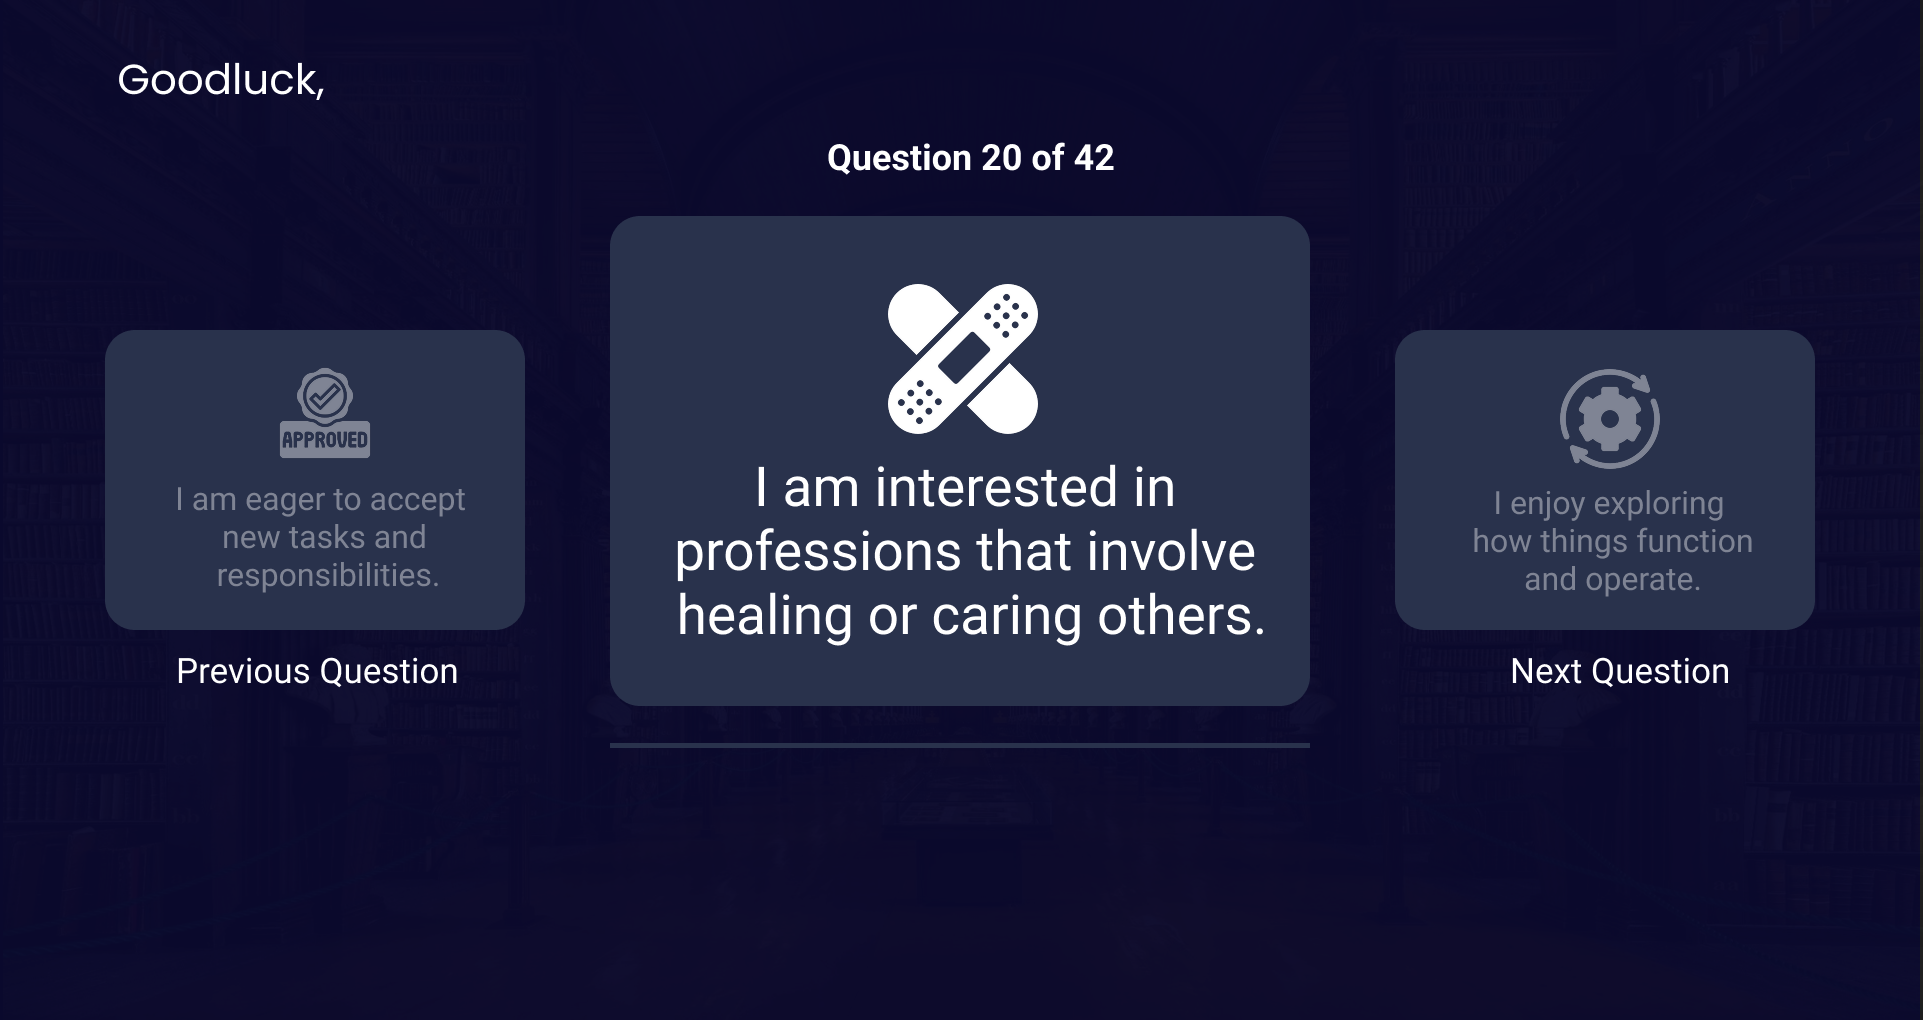 Goodluck,
Question 20 of 42
APPROVED
I am eager to accept
new tasks and
responsibilities.
Previous Question
I am interested in
professions that involve
healing or caring others.
I enjoy exploring
how things function
and operate.
Next Question